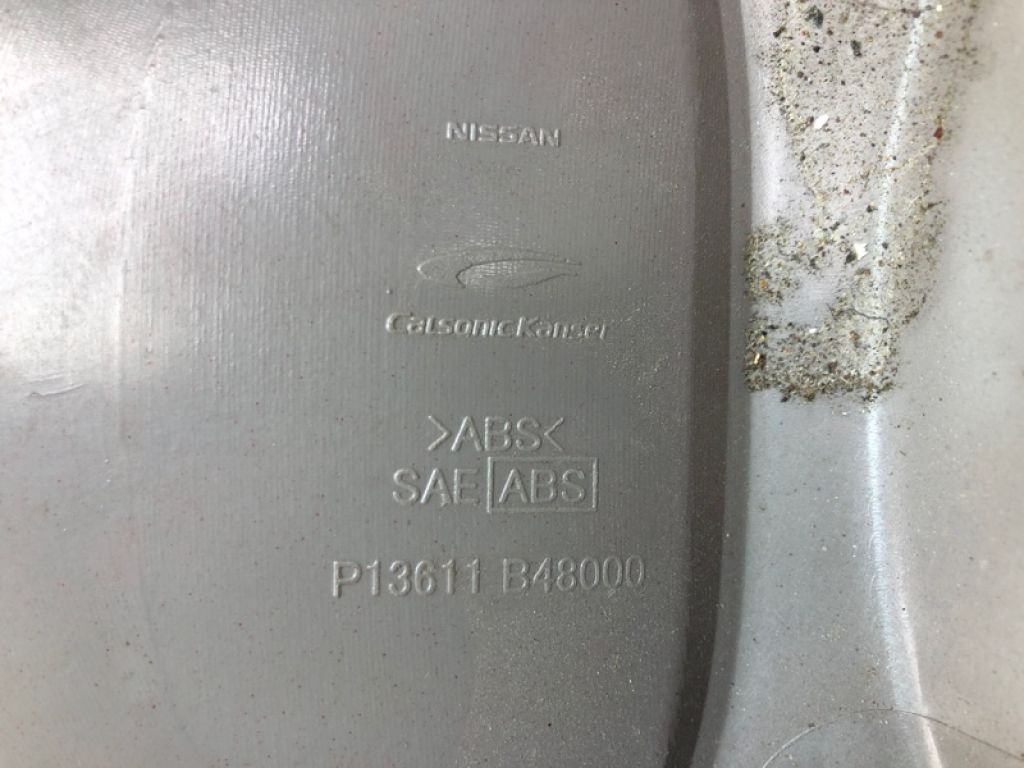 NISSAN
CalsonicKansei
>ABS<
SAE ABS
P13611 B48000